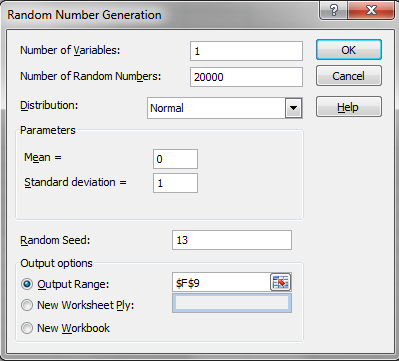 Random Number Generation
Number of Variables: 1 OK
Number of Random Numbers: 20000 Cancel
Distribution: Normal Help
Parameters
Mean = 0
Standard deviation = 1
Random Seed: 13
Output options
Output Range: $F$9
New Worksheet Ply:
New Workbook